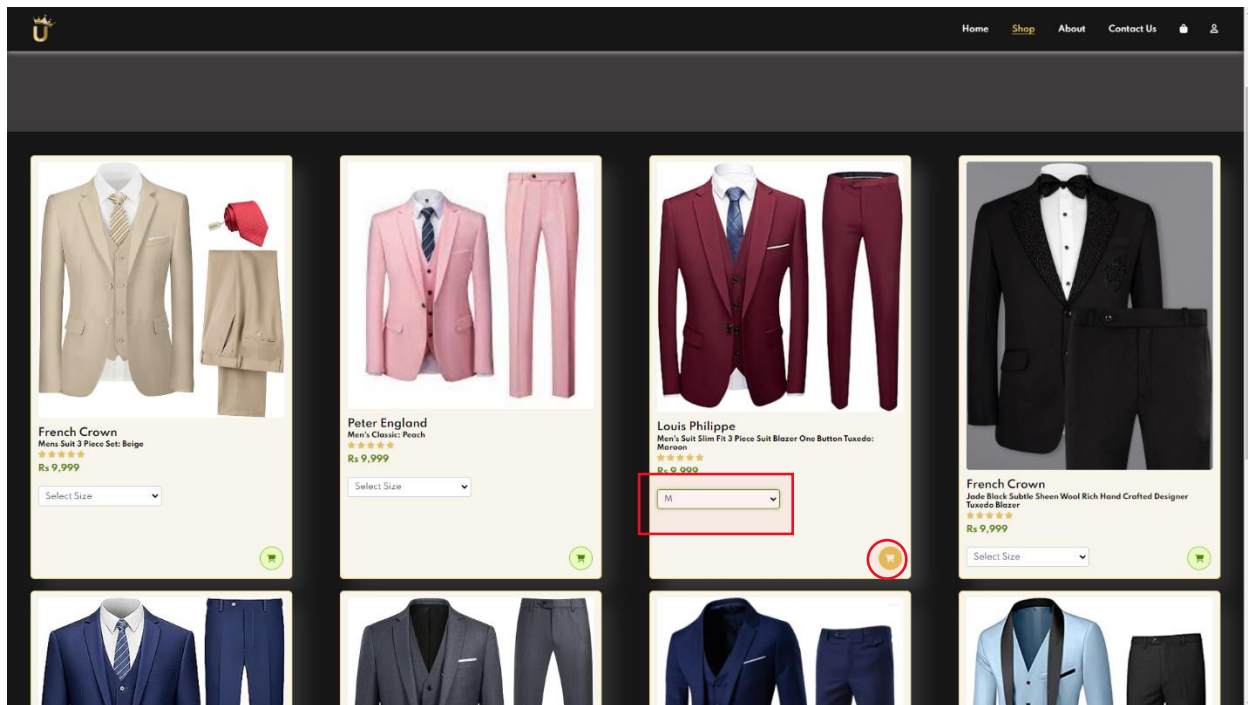 U
Home Shop About Contact Us
French Crown
Mens Suit 3 Piece Set: Beige
Rs 9,999
Select Size
Peter England
Men's Classic: Peach
Rs 9,999
Select Size
Louis Philippe
Men's Suit Slim Fit 3 Piece Suit Blazer One Button Tuxedo:
Maroon
Rs 9,999
M
French Crown
Jade Black Subtle Sheen Wool Rich Hand Crafted Designer
Tuxedo Blazer
Rs 9,999
Select Size